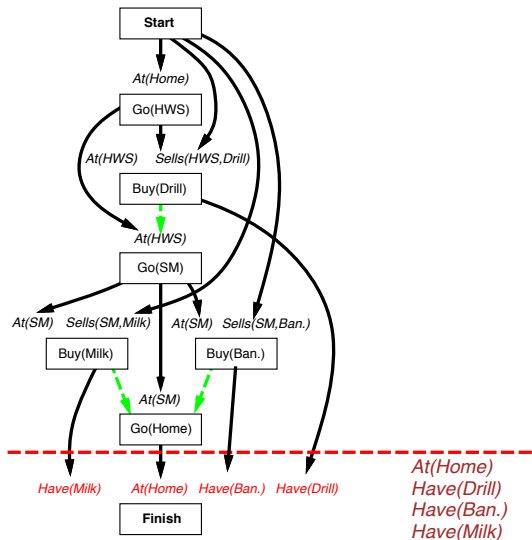 Start
At(Home)
Go(HWS)
At(HWS) Sells(HWS,Drill)
Buy(Drill)
At(HWS)
Go(SM)
At(SM) Sells(SM,Milk) At(SM) Sells(SM,Ban.)
Buy(Milk) Buy(Ban.)
At(SM)
Go(Home)
Have(Milk) At(Home) Have(Ban.) Have(Drill)
Finish
At(Home)
Have(Drill)
Have(Ban.)
Have(Milk)